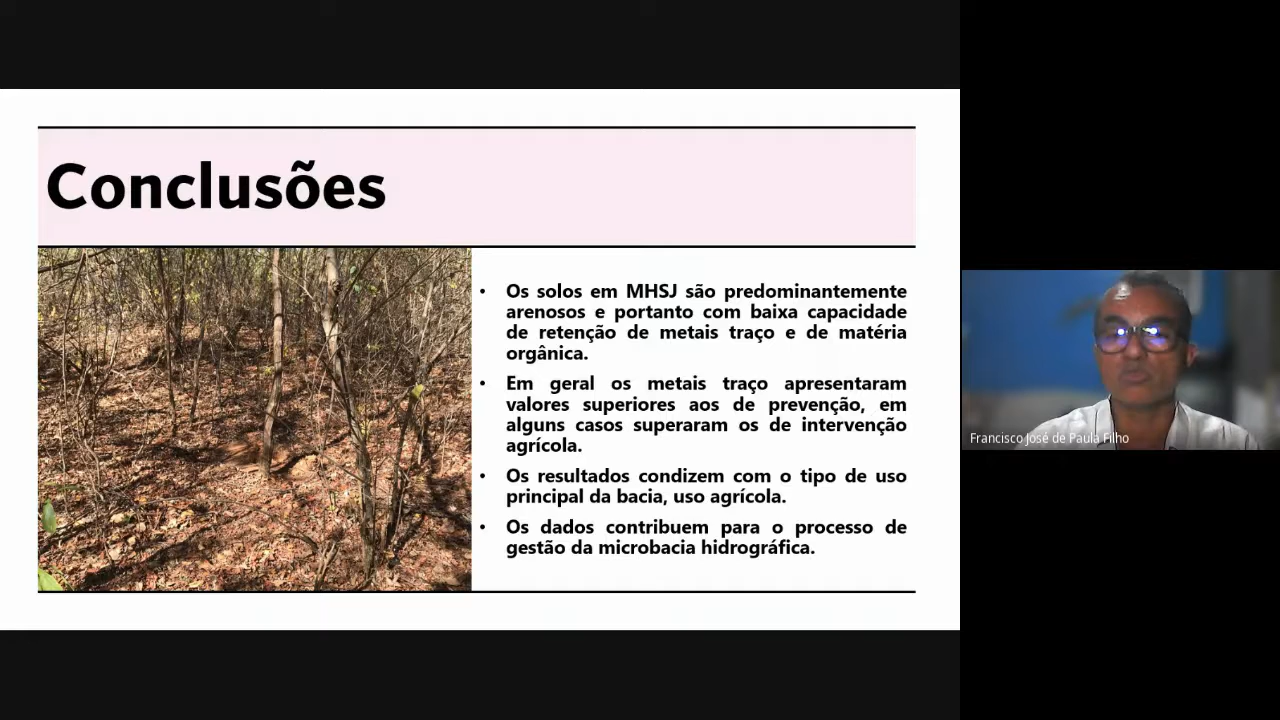 Conclusões
• Os solos em MHSJ são predominantemente
arenosos e portanto com baixa capacidade
de retenção de metais traço e de matéria
orgânica.
• Em geral os metais traço apresentaram
valores superiores aos de prevenção, em
alguns casos superaram os de intervenção
agrícola.
• Os resultados condizem com o tipo de uso
principal da bacia, uso agrícola.
• Os dados contribuem para o processo de
gestão da microbacia hidrográfica.
Francisco José de Paula Filho